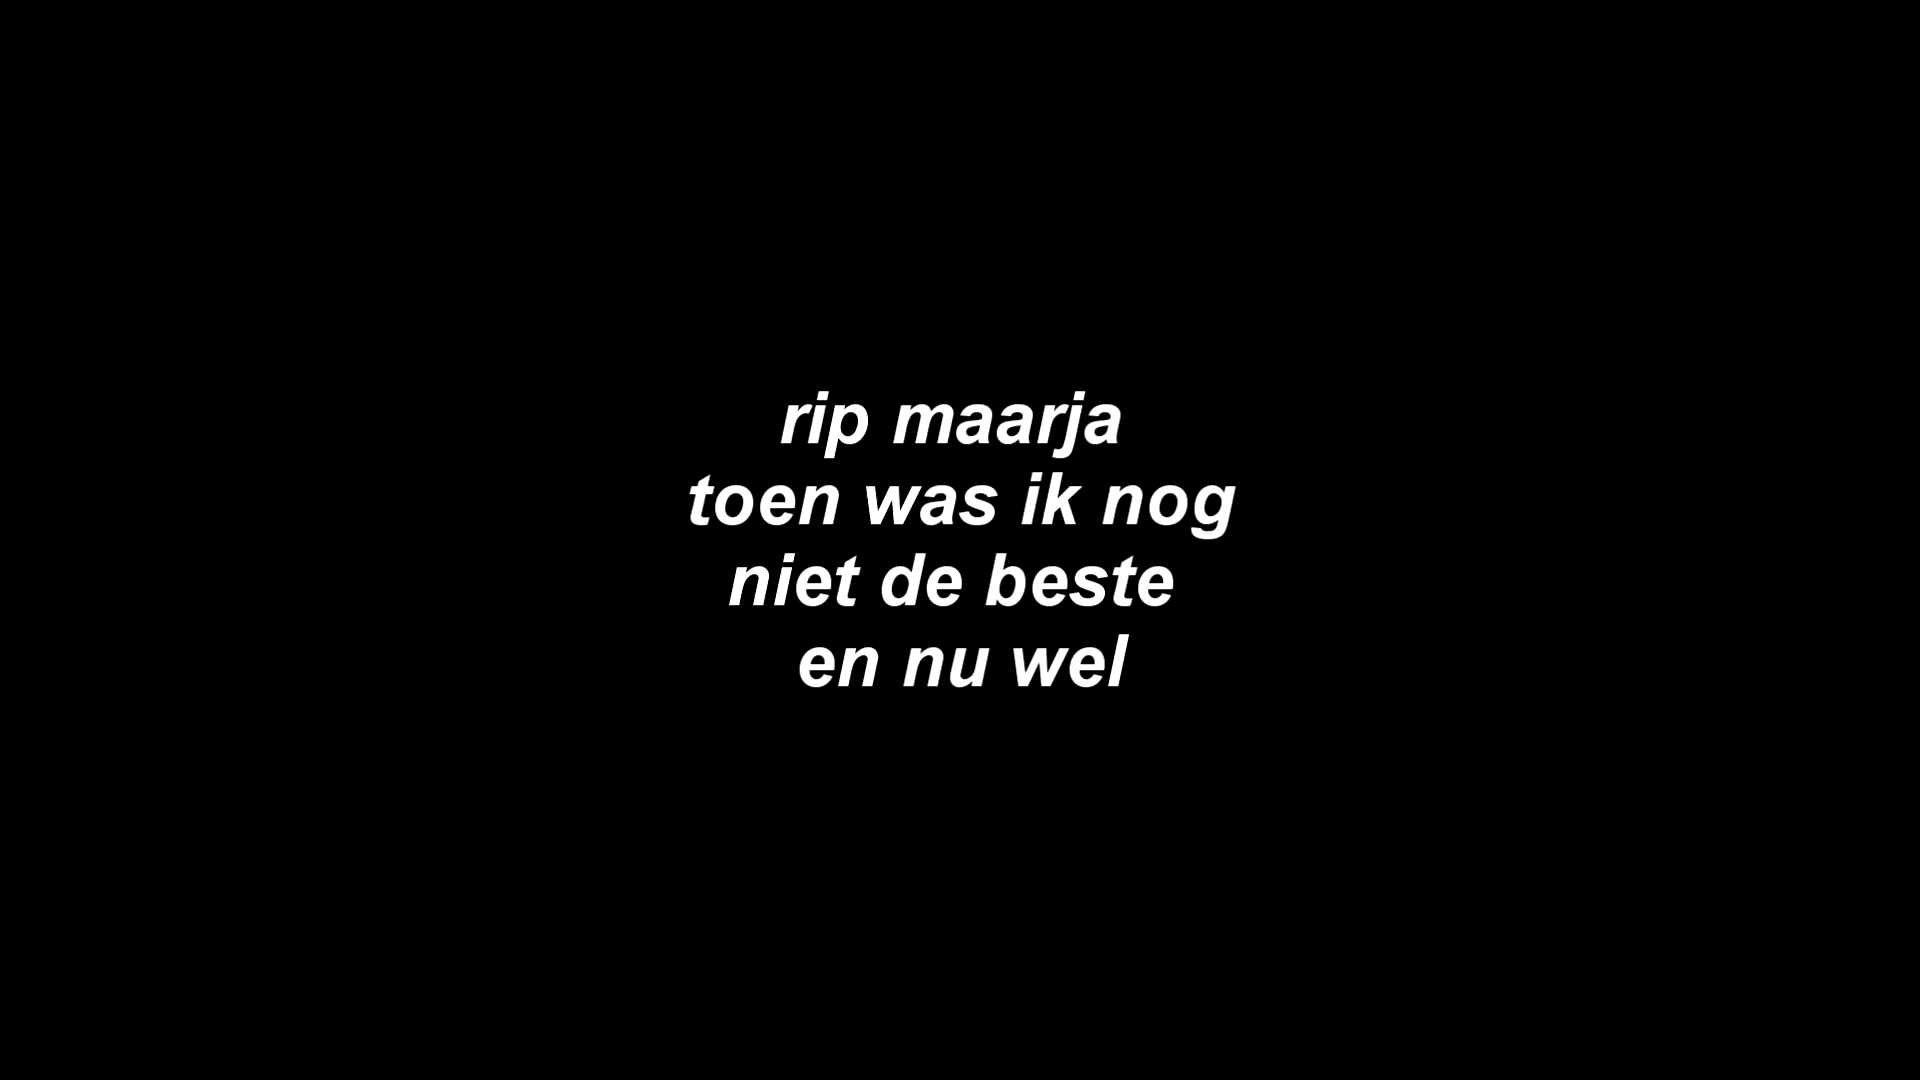 rip maarja
toen was ik nog
niet de beste
en nu wel